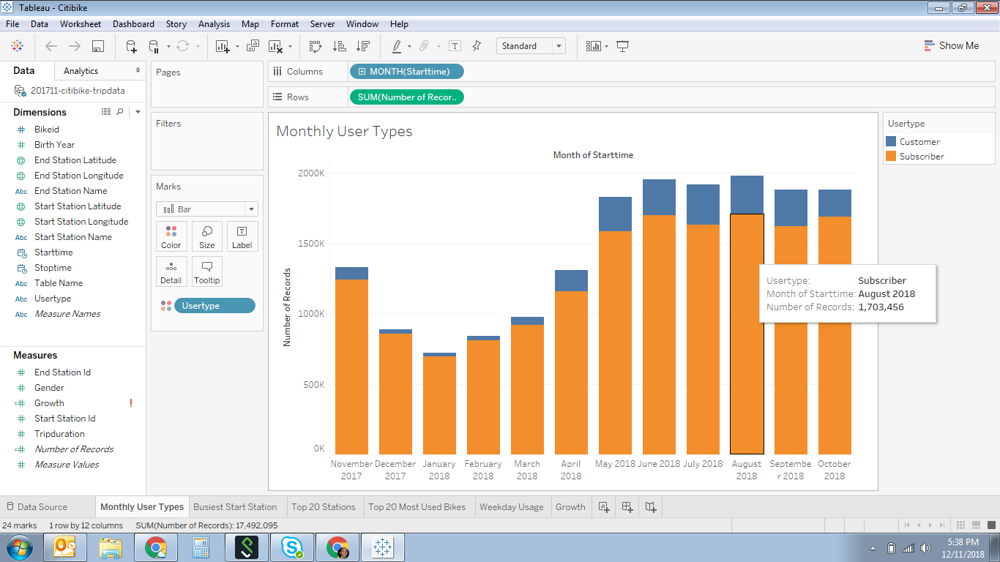 Tableau - Citibike
File Data Worksheet Dashboard Story Analysis Map Format Server Window Help
Standard
Show Me
Data Analytics
201711-citibike-tripdata
Dimensions
Bikeid
Birth Year
End Station Latitude
End Station Longitude
Abc End Station Name
Start Station Latitude
Start Station Longitude
Abc Start Station Name
Starttime
Stoptime
Abc Table Name
Abc Usertype
Abc Measure Names
Measures
End Station Id
Gender
=# Growth !
Start Station Id
Tripduration
=# Number of Records
Measure Values
Pages
Filters
Marks
Bar
Color Size Label
Detail Tooltip
Usertype
Columns MONTH(Starttime)
Rows SUM(Number of Recor..
Monthly User Types
Month of Starttime
Number of Records
2000K
1500K
1000K
500K
0K
November 2017
December 2017
January 2018
February 2018
March 2018
April 2018
May 2018
June 2018
July 2018
August 2018
Septembe
r 2018
October 2018
Usertype: Subscriber
Month of Starttime: August 2018
Number of Records: 1,703,456
Usertype
Customer
Subscriber
Data Source Monthly User Types Busiest Start Station Top 20 Stations Top 20 Most Used Bikes Weekday Usage Growth
24 marks 1 row by 12 columns SUM(Number of Records): 17,492,095
5:38 PM
12/11/2018